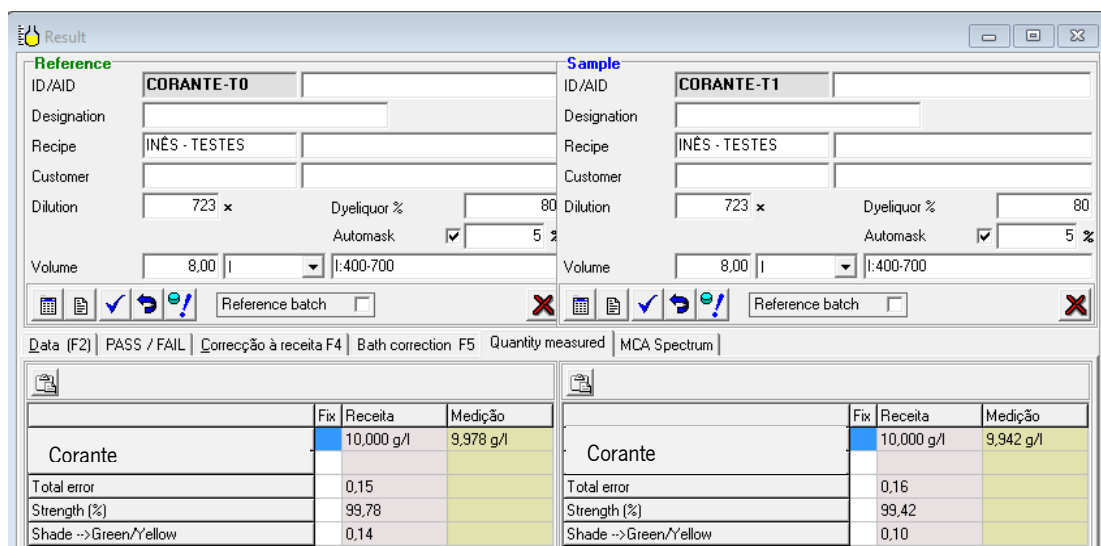 Result
Reference
ID/AID CORANTE-T0
Designation
Recipe INÊS - TESTES
Customer
Dilution 723 x Dyeliquor % 80
Automask 5 %
Volume 8,00 l l:400-700
Reference batch
Sample
ID/AID CORANTE-T1
Designation
Recipe INÊS - TESTES
Customer
Dilution 723 x Dyeliquor % 80
Automask 5 %
Volume 8,00 l l:400-700
Reference batch
Data (F2) PASS / FAIL Correcção à receita F4 Bath correction F5 Quantity measured MCA Spectrum
Fix Receita Medição
Corante 10,000 g/l 9,978 g/l
Total error 0,15
Strength (%) 99,78
Shade -->Green/Yellow 0,14
Fix Receita Medição
Corante 10,000 g/l 9,942 g/l
Total error 0,16
Strength (%) 99,42
Shade -->Green/Yellow 0,10